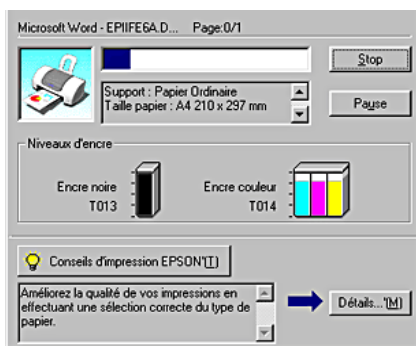 Microsoft Word - EPIIFE6A.D... Page:0/1
Stop
Support : Papier Ordinaire
Taille papier : A4 210 x 297 mm
Pause
Niveaux d'encre
Encre noire
T013
Encre couleur
T014
Conseils d'impression EPSON'(T)
Améliorez la qualité de vos impressions en
effectuant une sélection correcte du type de
papier.
Détails...'(M)